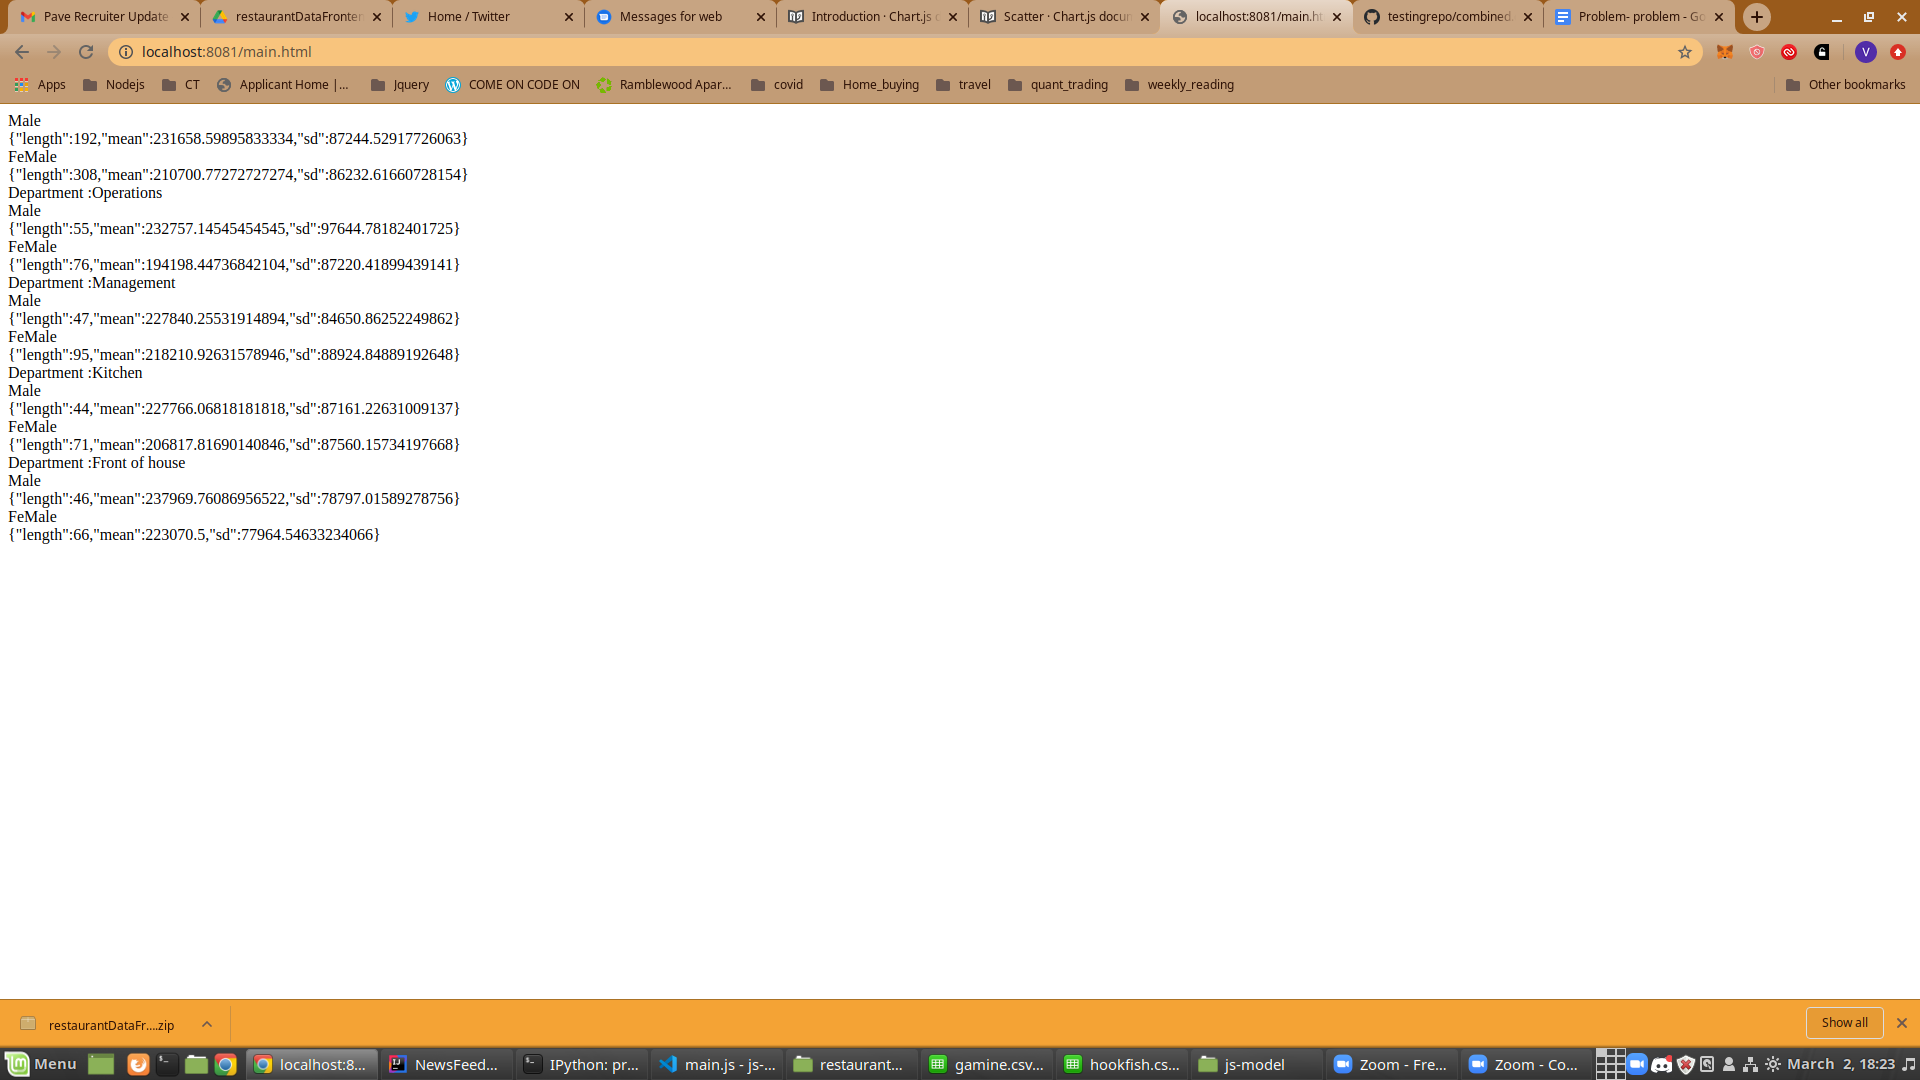 Pave Recruiter Update
restaurantDataFronten
Home / Twitter
Messages for web
Introduction · Chart.js d
Scatter · Chart.js docum
localhost:8081/main.ht
testingrepo/combined.
Problem- problem - Go
localhost:8081/main.html
V
Apps
Nodejs
CT
Applicant Home |...
Jquery
COME ON CODE ON
Ramblewood Apar...
covid
Home_buying
travel
quant_trading
weekly_reading
Other bookmarks
Male
{"length":192,"mean":231658.59895833334,"sd":87244.52917726063}
FeMale
{"length":308,"mean":210700.77272727274,"sd":86232.61660728154}
Department :Operations
Male
{"length":55,"mean":232757.14545454545,"sd":97644.78182401725}
FeMale
{"length":76,"mean":194198.44736842104,"sd":87220.41899439141}
Department :Management
Male
{"length":47,"mean":227840.25531914894,"sd":84650.86252249862}
FeMale
{"length":95,"mean":218210.92631578946,"sd":88924.84889192648}
Department :Kitchen
Male
{"length":44,"mean":227766.06818181818,"sd":87161.22631009137}
FeMale
{"length":71,"mean":206817.81690140846,"sd":87560.15734197668}
Department :Front of house
Male
{"length":46,"mean":237969.76086956522,"sd":78797.01589278756}
FeMale
{"length":66,"mean":223070.5,"sd":77964.54633234066}
restaurantDataFr....zip
Show all
Menu
localhost:8...
NewsFeed...
IPython: pr...
main.js - js-...
restaurant...
gamine.csv...
hookfish.cs...
js-model
Zoom - Fre...
Zoom - Co...
March 2, 18:23